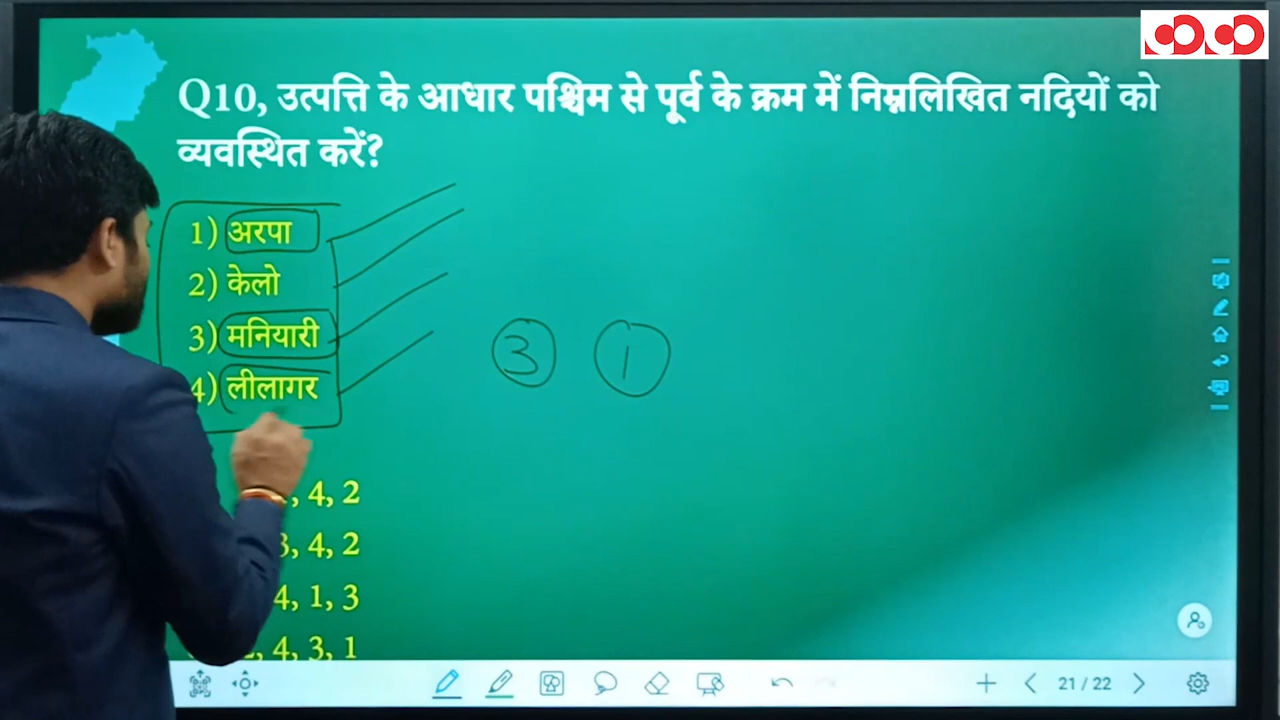 Q10, उत्पत्ति के आधार पश्चिम से पूर्व के क्रम में निम्नलिखित नदियों को
व्यवस्थित करें?
1) अरपा
2) केलो
3) मनियारी
4) लीलागर
3 1
, 4, 2
3, 4, 2
4, 1, 3
, 4, 3, 1
21 / 22